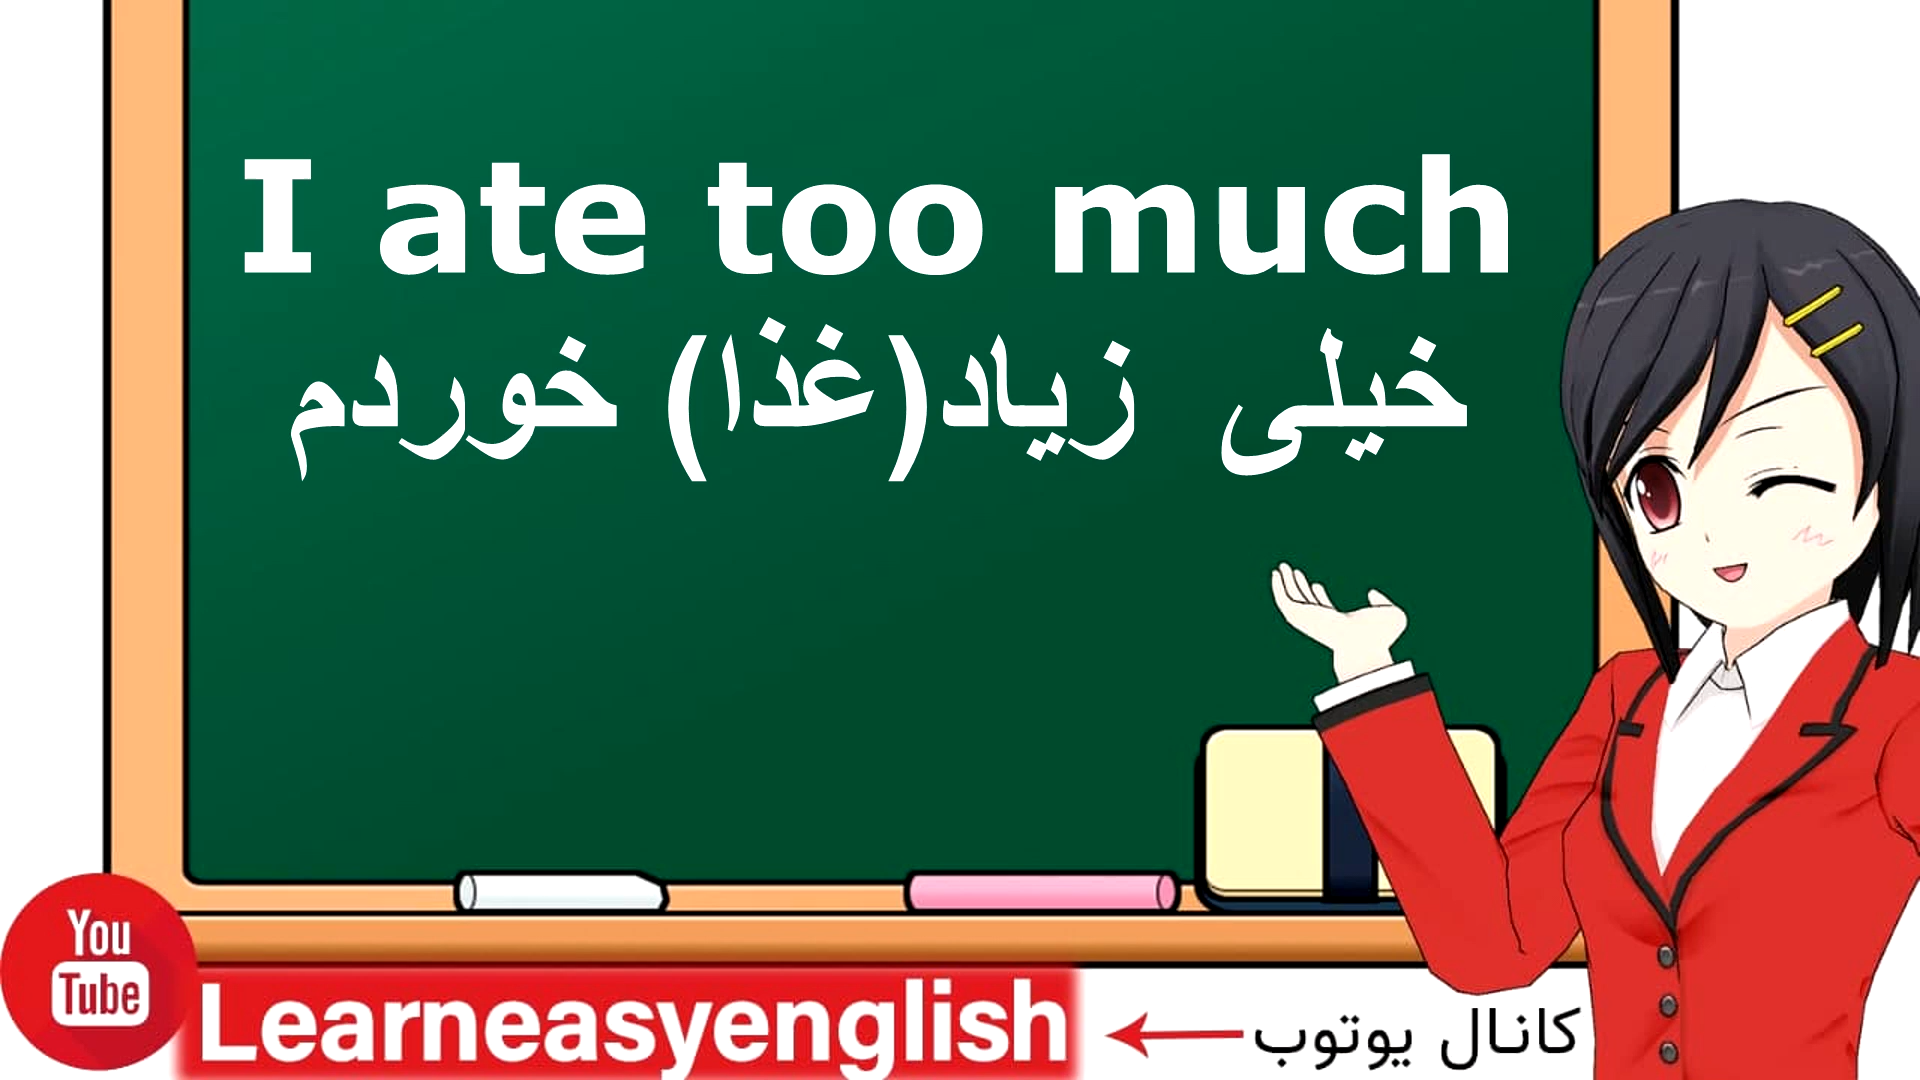 I ate too much
خیلی زیاد(غذا) خوردم
You
Tube
Learneasyenglish
کانال یوتوب